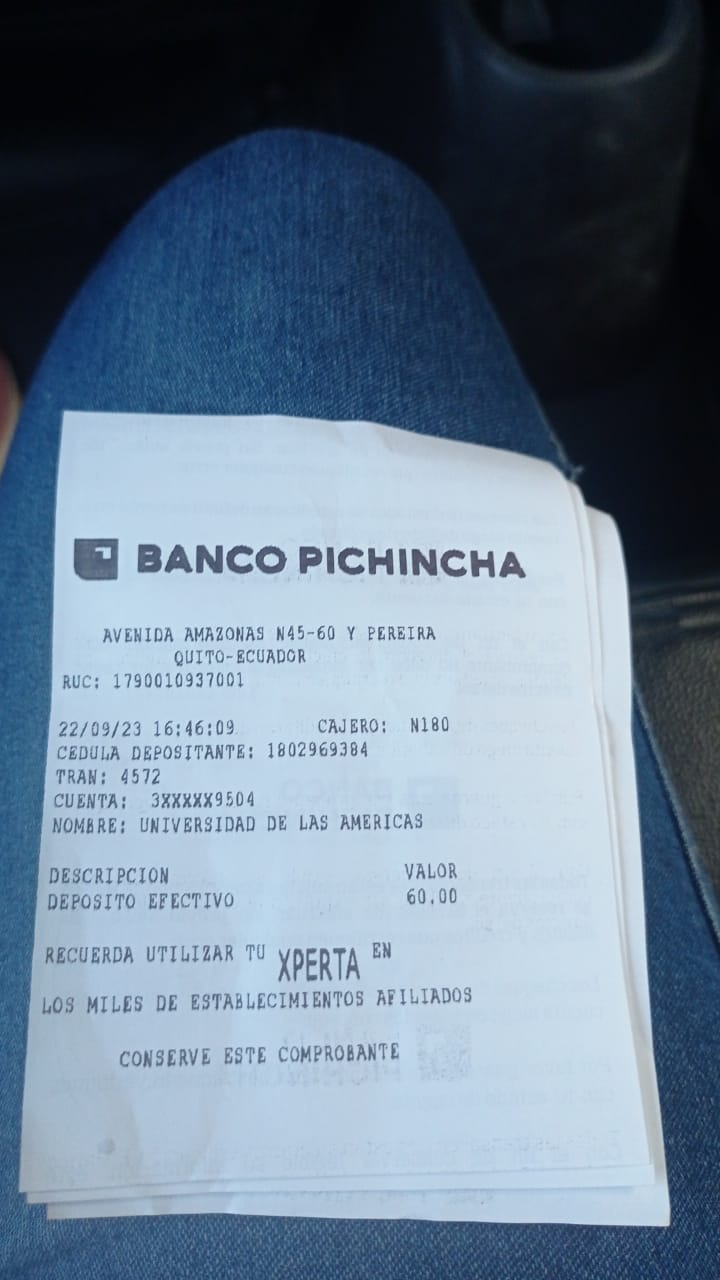 BANCO PICHINCHA
AVENIDA AMAZONAS N45-60 Y PEREIRA
QUITO-ECUADOR
RUC: 1790010937001
22/09/23 16:46:09 CAJERO: N180
CEDULA DEPOSITANTE: 1802969384
TRAN: 4572
CUENTA: 3XXXXX9504
NOMBRE: UNIVERSIDAD DE LAS AMERICAS
DESCRIPCION VALOR
DEPOSITO EFECTIVO 60.00
RECUERDA UTILIZAR TU XPERTA EN
LOS MILES DE ESTABLECIMIENTOS AFILIADOS
CONSERVE ESTE COMPROBANTE